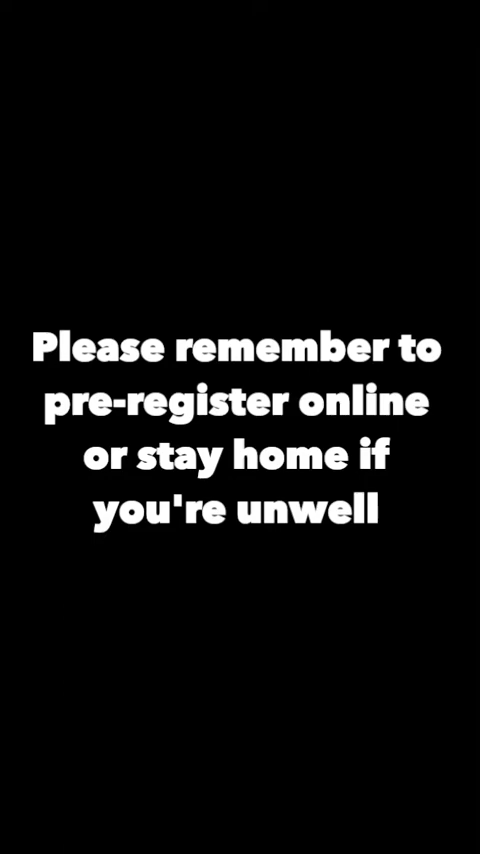 Please remember to
pre-register online
or stay home if
you're unwell